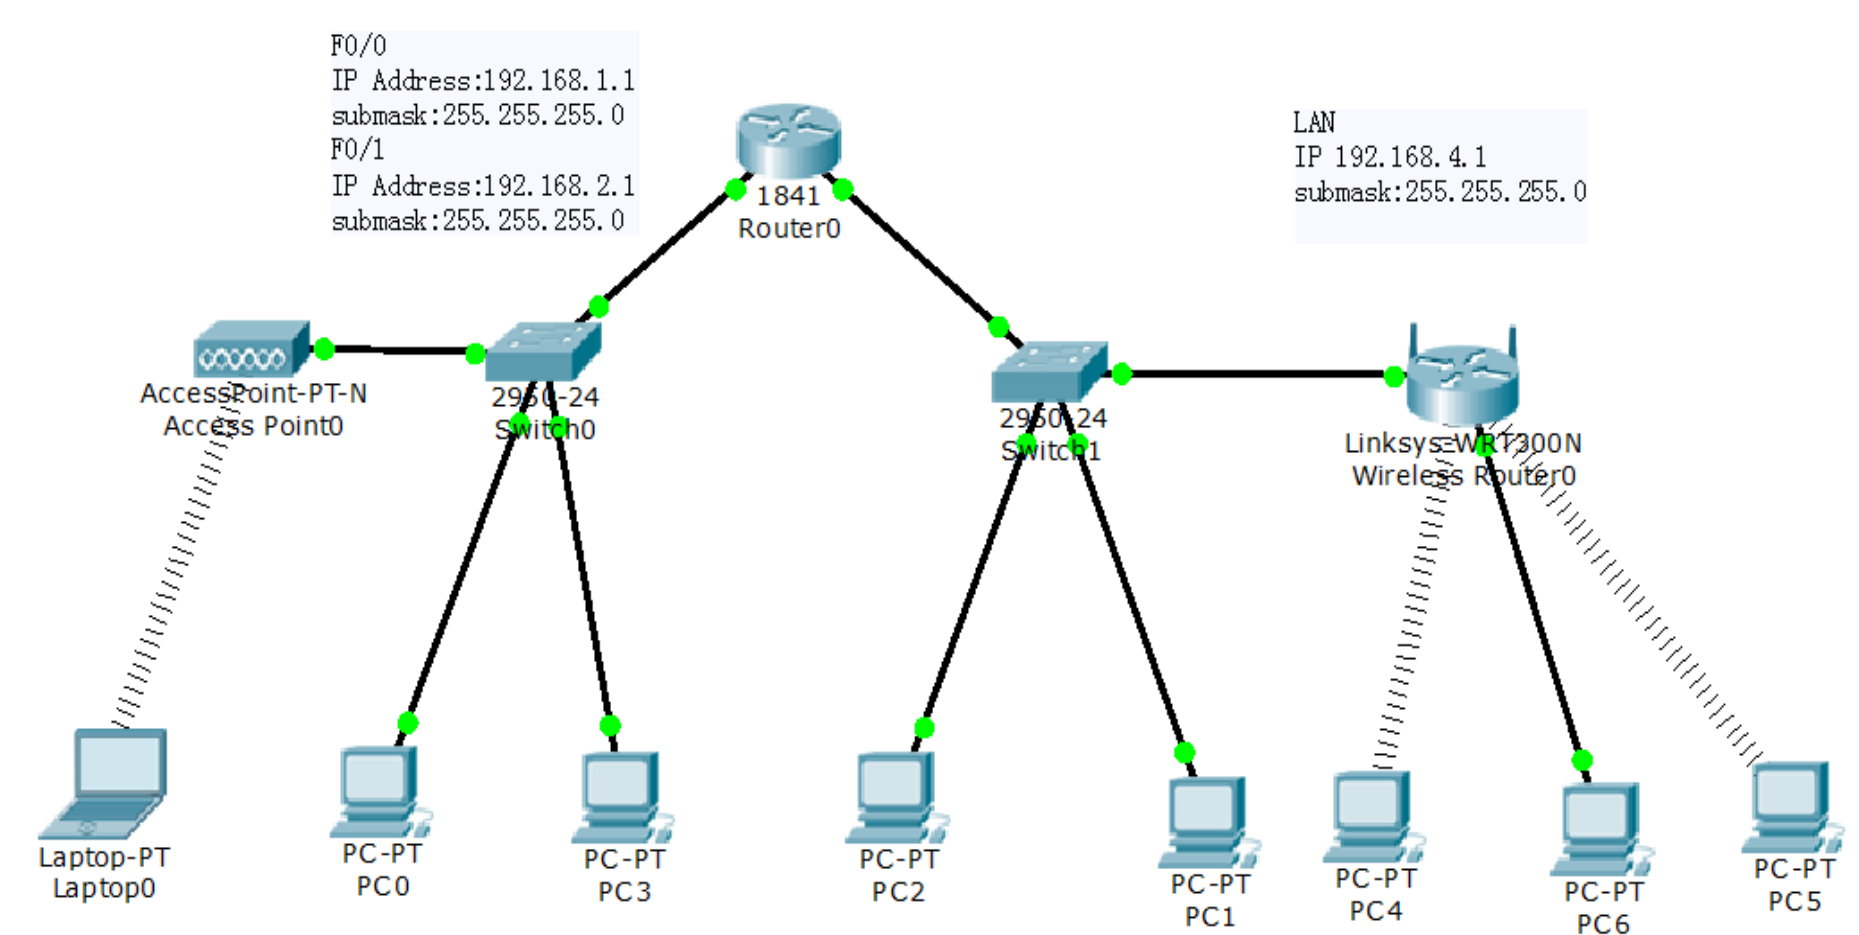 F0/0
IP Address:192.168.1.1
submask:255.255.255.0
F0/1
IP Address:192.168.2.1
submask:255.255.255.0
1841
Router0
LAN
IP 192.168.4.1
submask:255.255.255.0
AccessPoint-PT-N
Access Point0
2950-24
Switch0
2950-24
Switch1
Linksys-WRT300N
Wireless Router0
Laptop-PT
Laptop0
PC-PT
PC0
PC-PT
PC3
PC-PT
PC2
PC-PT
PC1
PC-PT
PC4
PC-PT
PC6
PC-PT
PC5